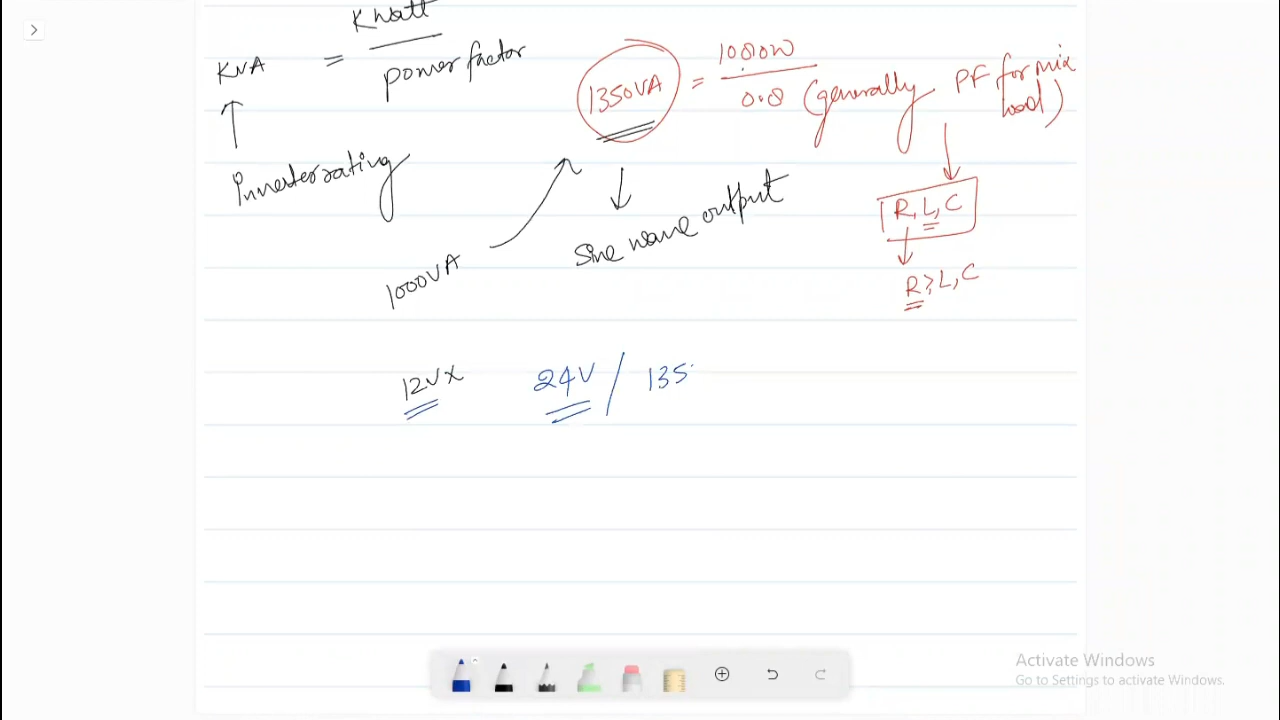 KVA = KWatt / power factor
1350VA = 1080W / 0.8 (generally PF for mix load)
Inverter rating
R, L, C
Sine wave output
1000VA
R > L, C
12V x 24V / 135
Activate Windows
Go to Settings to activate Windows.